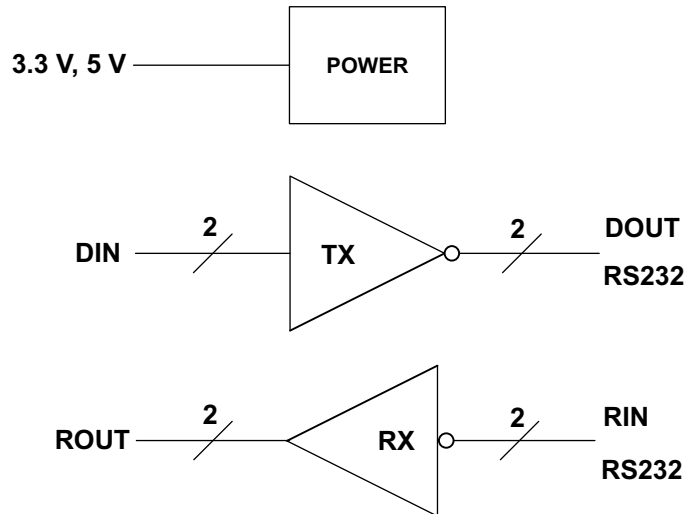 3.3 V, 5 V
POWER
2
2
DOUT
DIN
TX
RS232
2
2
RIN
ROUT
RX
RS232